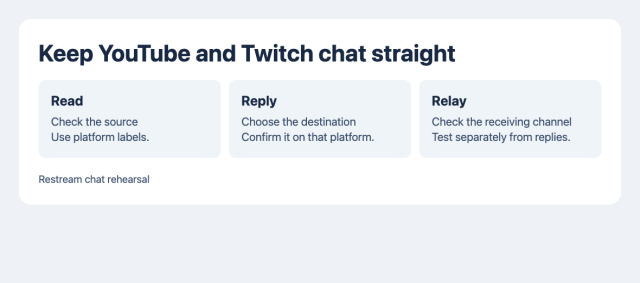 Keep YouTube and Twitch chat straight
Read
Check the source
Use platform labels.
Reply
Choose the destination
Confirm it on that platform.
Relay
Check the receiving channel
Test separately from replies.
Restream chat rehearsal